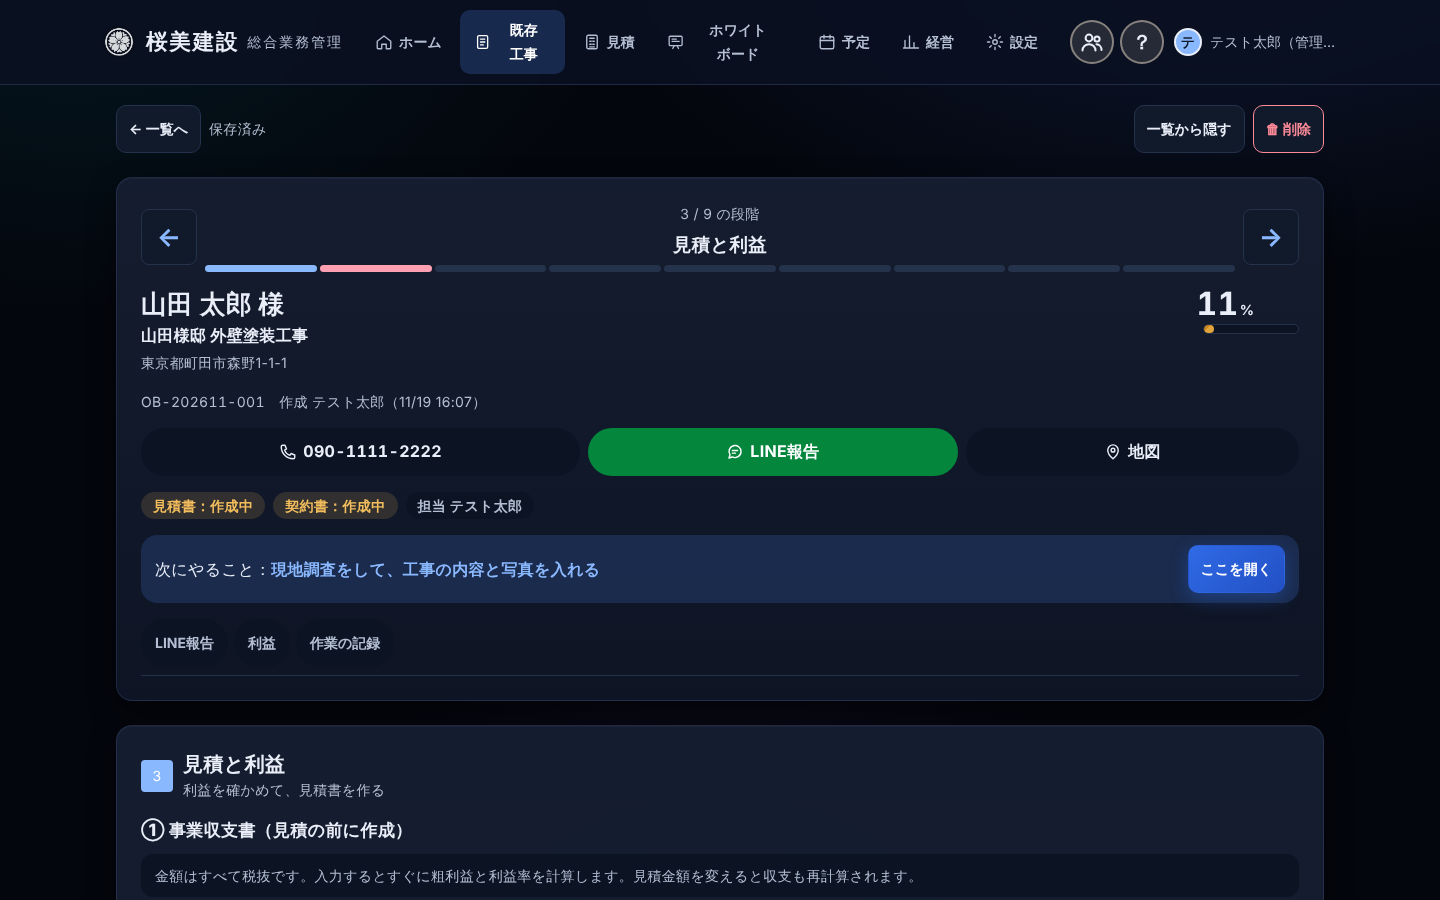 桜美建設 総合業務管理
ホーム
既存
工事
見積
ホワイト
ボード
予定
経営
設定
?
テ
テスト太郎（管理...
← 一覧へ
保存済み
一覧から隠す
削除
3 / 9 の段階
見積と利益
←
→
山田 太郎 様
11%
山田様邸 外壁塗装工事
東京都町田市森野1-1-1
OB-202611-001 作成 テスト太郎（11/19 16:07）
090-1111-2222
LINE報告
地図
見積書：作成中
契約書：作成中
担当 テスト太郎
次にやること：現地調査をして、工事の内容と写真を入れる
ここを開く
LINE報告
利益
作業の記録
3
見積と利益
利益を確かめて、見積書を作る
① 事業収支書（見積の前に作成）
金額はすべて税抜です。入力するとすぐに粗利益と利益率を計算します。見積金額を変えると収支も再計算されます。